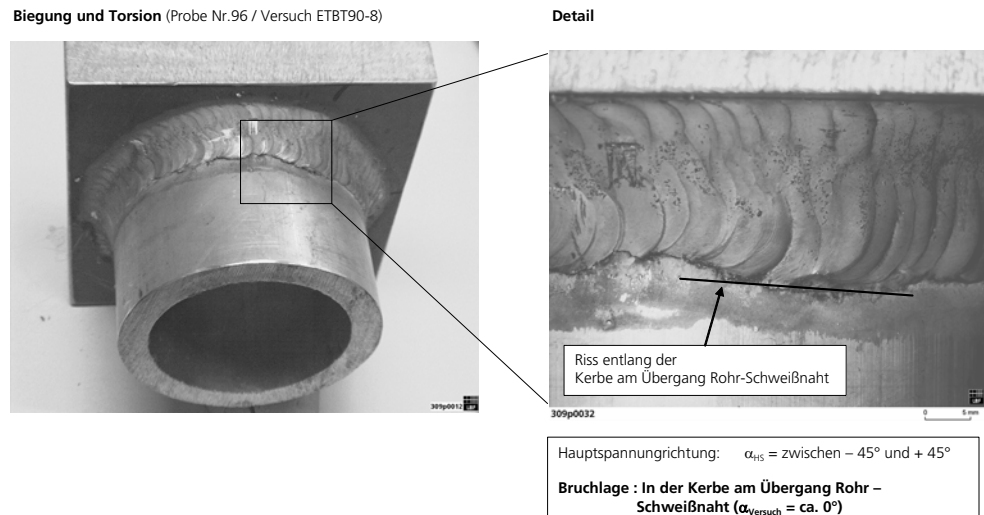 Biegung und Torsion (Probe Nr.96 / Versuch ETBT90-8)
Detail
Riss entlang der
Kerbe am Übergang Rohr-Schweißnaht
309p0012
309p0032
0 5 mm
Hauptspannungrichtung: αHS = zwischen – 45° und + 45°
Bruchlage : In der Kerbe am Übergang Rohr –
Schweißnaht (αVersuch = ca. 0°)